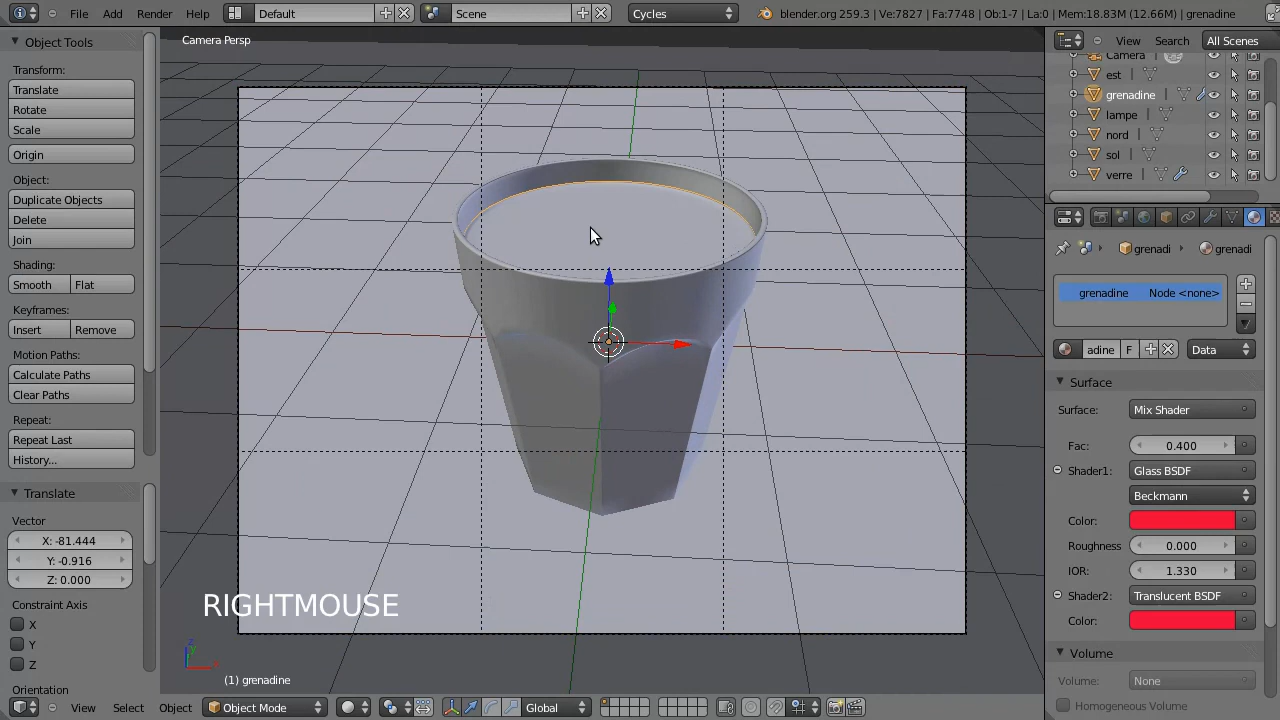 File Add Render Help Default Scene Cycles blender.org 259.3 | Ve:7827 | Fa:7748 | Ob:1-7 | La:0 | Mem:18.83M (12.66M) | grenadine
Object Tools
Transform:
Translate
Rotate
Scale
Origin
Object:
Duplicate Objects
Delete
Join
Shading:
Smooth Flat
Keyframes:
Insert Remove
Motion Paths:
Calculate Paths
Clear Paths
Repeat:
Repeat Last
History...
Translate
Vector
X: -81.444
Y: -0.916
Z: 0.000
Constraint Axis
X
Y
Z
Orientation
Camera Persp
RIGHTMOUSE
(1) grenadine
View Select Object Object Mode Global
View Search All Scenes
Camera
est
grenadine
lampe
nord
sol
verre
grenadi grenadi
grenadine Node <none>
adine F Data
Surface
Surface: Mix Shader
Fac: 0.400
Shader1: Glass BSDF
Beckmann
Color:
Roughness 0.000
IOR: 1.330
Shader2: Translucent BSDF
Color:
Volume
Volume: None
Homogeneous Volume